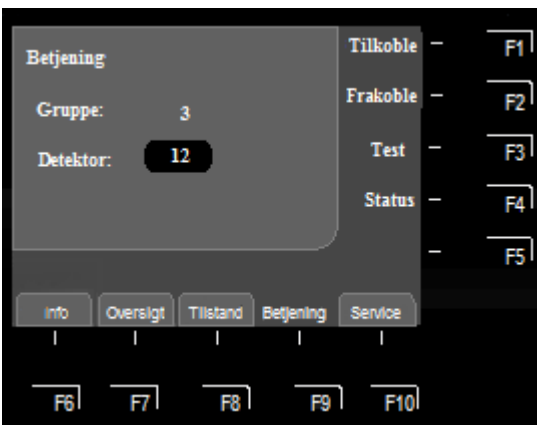 Betjening
Gruppe: 3
Detektor: 12
Tilkoble – F1
Frakoble – F2
Test – F3
Status – F4
– F5
Info Oversigt Tilstand Betjening Service
F6 F7 F8 F9 F10